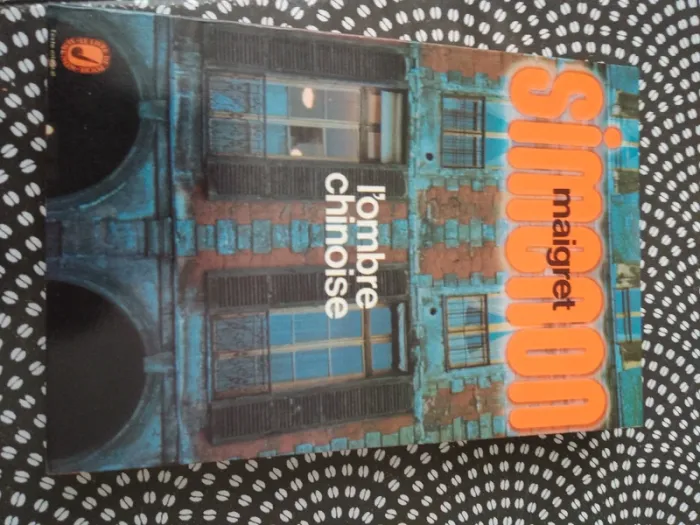 simenon
maigret
l'ombre
chinoise